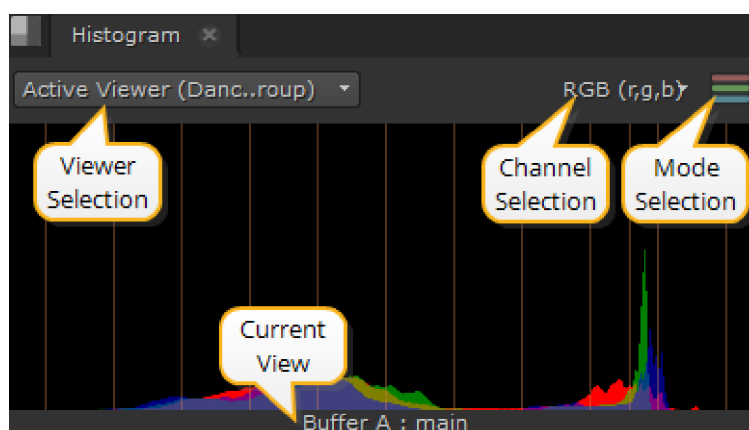 Histogram
Active Viewer (Danc..roup)
RGB (r,g,b)
Viewer
Selection
Channel
Selection
Mode
Selection
Current
View
Buffer A : main